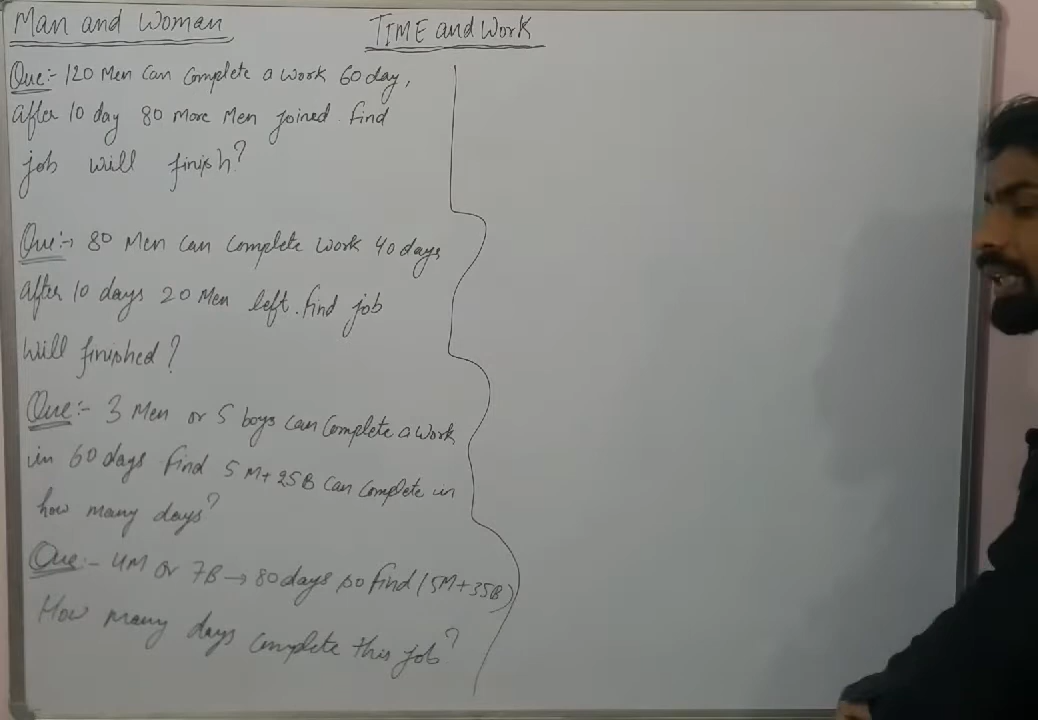 Man and Woman
TIME and Work
Que:- 120 Men can complete a work 60 day,
after 10 day 80 more men joined. find
job will finish?
Que:- 80 Men can complete work 40 days
after 10 days 20 Men left. find job
will finished?
Que:- 3 Men or 5 boys can complete a work
in 60 days find 5M+25B can complete in
how many days?
Que:- 4M or 7B → 80 days so find (5M+35B)
How many days complete this job?